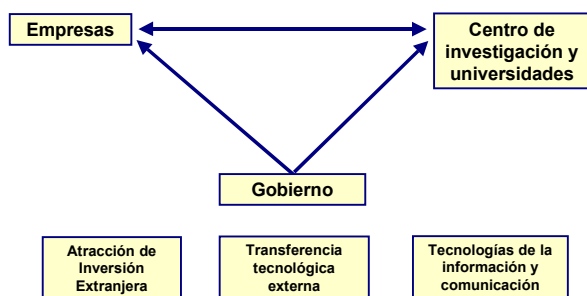 Empresas
Centro de
investigación y
universidades
Gobierno
Atracción de
Inversión
Extranjera
Transferencia
tecnológica
externa
Tecnologías de la
información y
comunicación